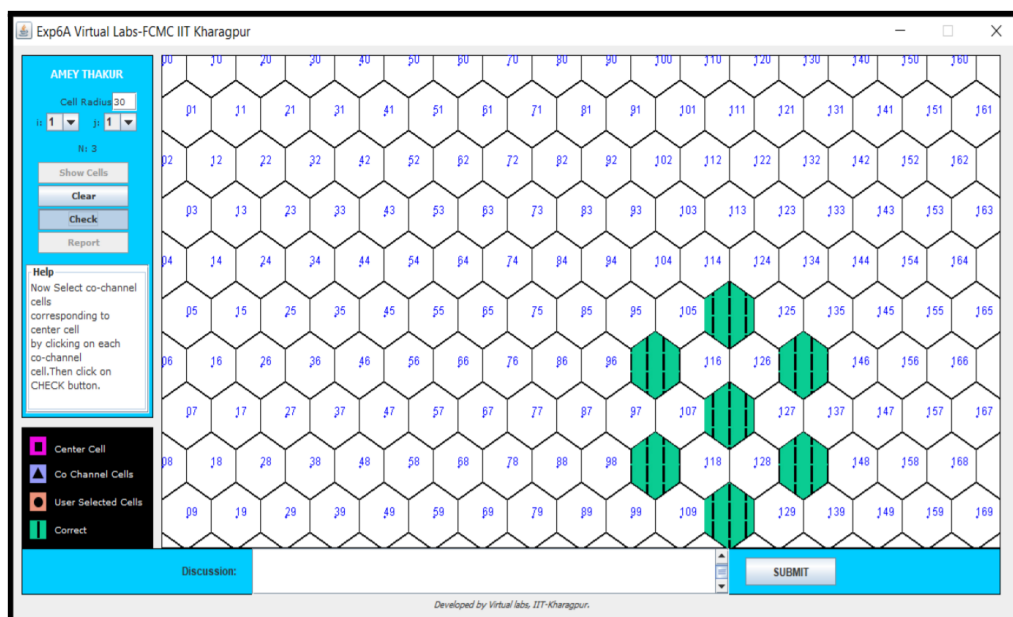 Exp6A Virtual Labs-FCMC IIT Kharagpur
AMEY THAKUR
Cell Radius 30
i: 1 j: 1
N: 3
Show Cells
Clear
Check
Report
Help
Now Select co-channel
cells
corresponding to
center cell
by clicking on each
co-channel
cell.Then click on
CHECK button.
Center Cell
Co Channel Cells
User Selected Cells
Correct
00 10 20 30 40 50 60 70 80 90 100 110 120 130 140 150 160
01 11 21 31 41 51 61 71 81 91 101 111 121 131 141 151 161
02 12 22 32 42 52 62 72 82 92 102 112 122 132 142 152 162
03 13 23 33 43 53 63 73 83 93 103 113 123 133 143 153 163
04 14 24 34 44 54 64 74 84 94 104 114 124 134 144 154 164
05 15 25 35 45 55 65 75 85 95 105 125 135 145 155 165
06 16 26 36 46 56 66 76 86 96 116 126 146 156 166
07 17 27 37 47 57 67 77 87 97 107 127 137 147 157 167
08 18 28 38 48 58 68 78 88 98 118 128 148 158 168
09 19 29 39 49 59 69 79 89 99 109 129 139 149 159 169
Discussion:
SUBMIT
Developed by Virtual labs, IIT-Kharagpur.